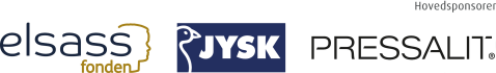 Hovedsponsorer
elsass
fonden
JYSK
PRESSALIT®